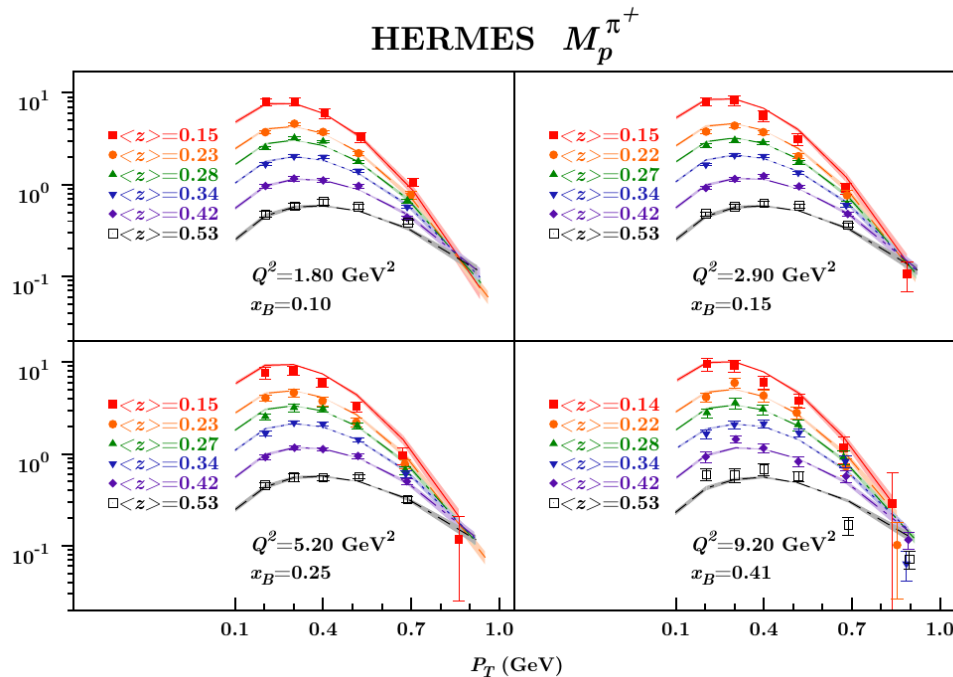 HERMES M_p^{π^+}
10^1
10^0
10^{-1}
<z>=0.15
<z>=0.23
<z>=0.28
<z>=0.34
<z>=0.42
<z>=0.53
Q^2=1.80 GeV^2
x_B=0.10
<z>=0.15
<z>=0.22
<z>=0.27
<z>=0.34
<z>=0.42
<z>=0.53
Q^2=2.90 GeV^2
x_B=0.15
10^1
10^0
10^{-1}
<z>=0.15
<z>=0.23
<z>=0.27
<z>=0.34
<z>=0.42
<z>=0.53
Q^2=5.20 GeV^2
x_B=0.25
<z>=0.14
<z>=0.22
<z>=0.28
<z>=0.34
<z>=0.42
<z>=0.53
Q^2=9.20 GeV^2
x_B=0.41
0.1 0.4 0.7 1.0 0.1 0.4 0.7 1.0
P_T (GeV)